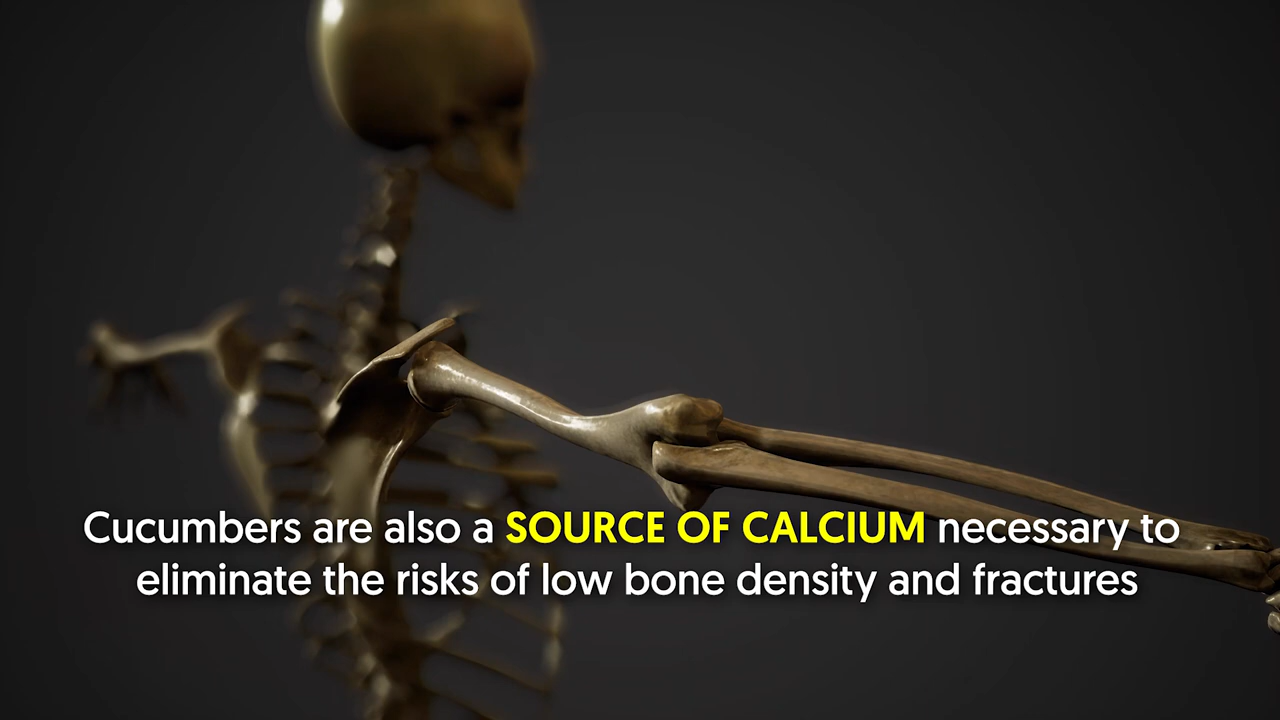 Cucumbers are also a SOURCE OF CALCIUM necessary to
eliminate the risks of low bone density and fractures